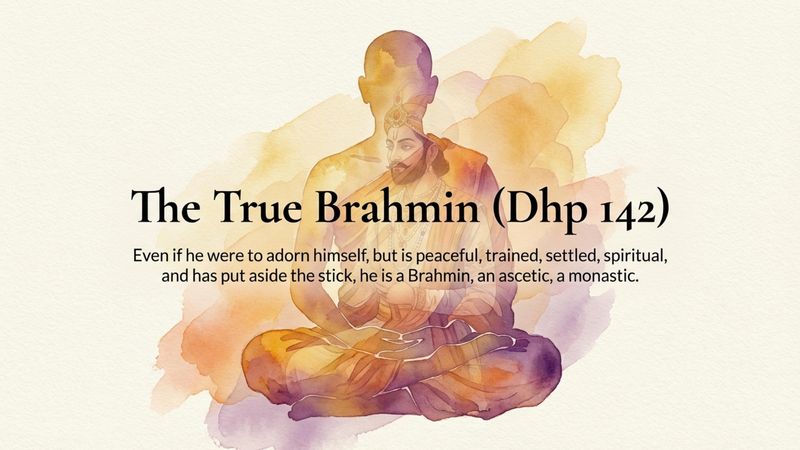 The True Brahmin (Dhp 142)
Even if he were to adorn himself, but is peaceful, trained, settled, spiritual,
and has put aside the stick, he is a Brahmin, an ascetic, a monastic.